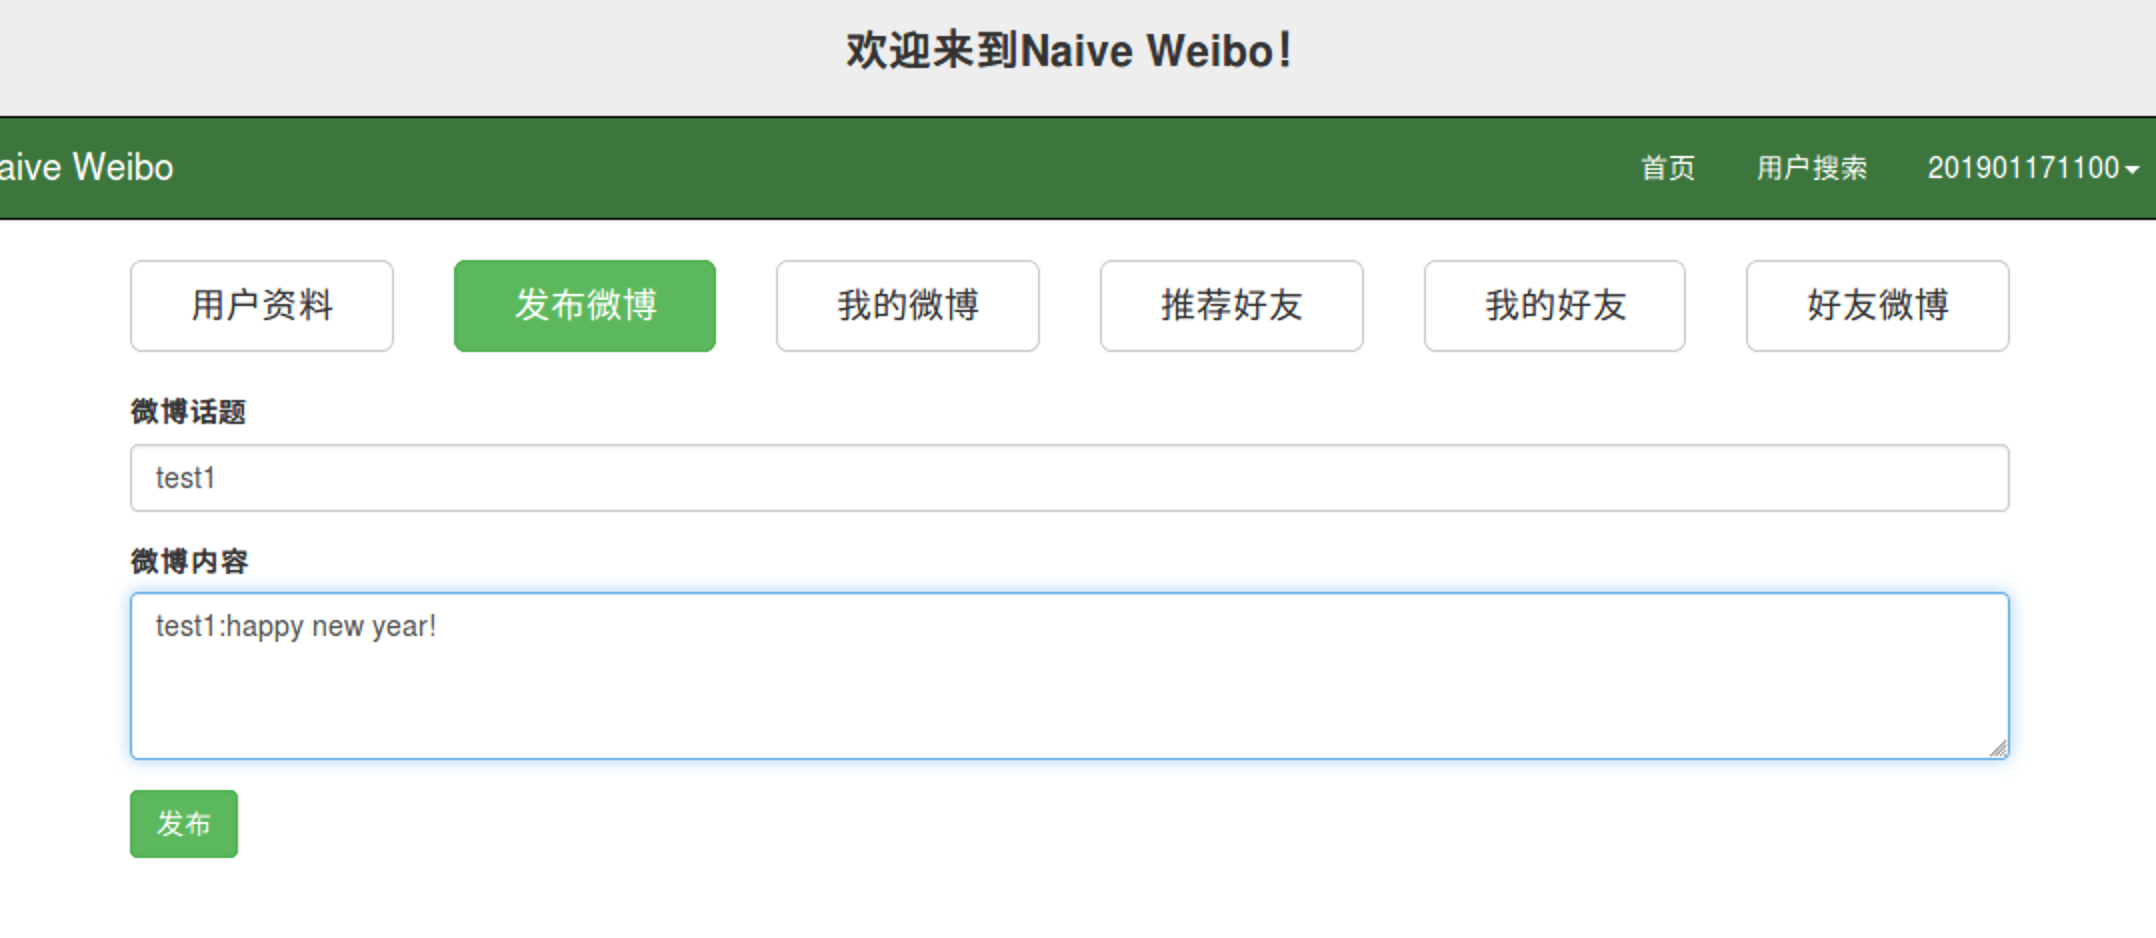 欢迎来到Naive Weibo！
aive Weibo 首页 用户搜索 201901171100
用户资料 发布微博 我的微博 推荐好友 我的好友 好友微博
微博话题
test1
微博内容
test1:happy new year!
发布